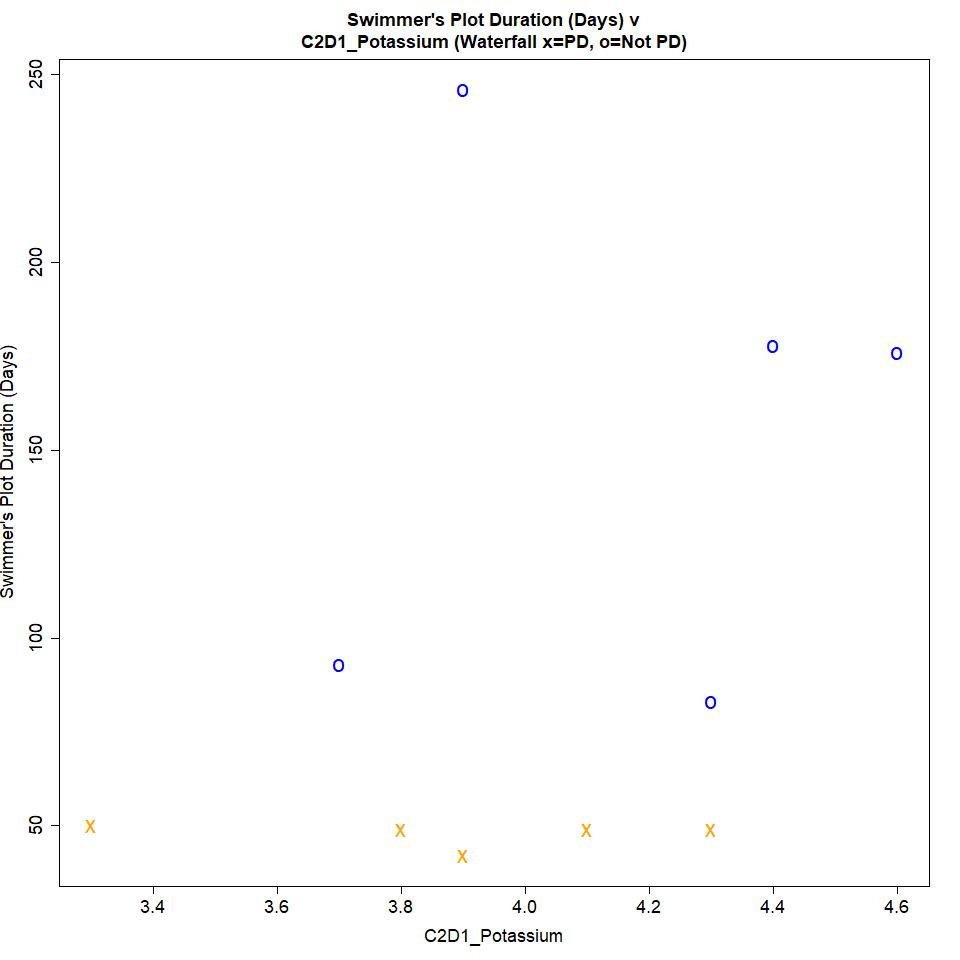 Swimmer's Plot Duration (Days) v
C2D1_Potassium (Waterfall x=PD, o=Not PD)
250
200
150
100
50
Swimmer's Plot Duration (Days)
o
o
o
o
o
x
x
x
x
x
3.4 3.6 3.8 4.0 4.2 4.4 4.6
C2D1_Potassium